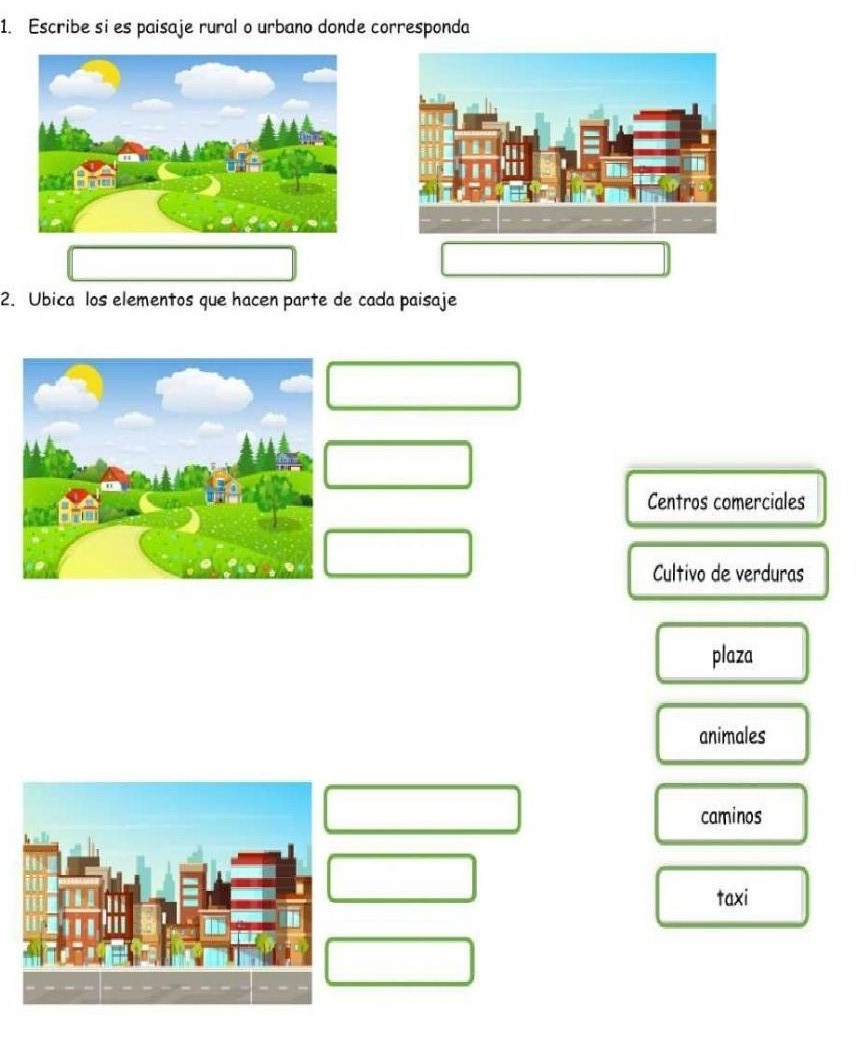 1. Escribe si es paisaje rural o urbano donde corresponda
2. Ubica los elementos que hacen parte de cada paisaje
Centros comerciales
Cultivo de verduras
plaza
animales
caminos
taxi